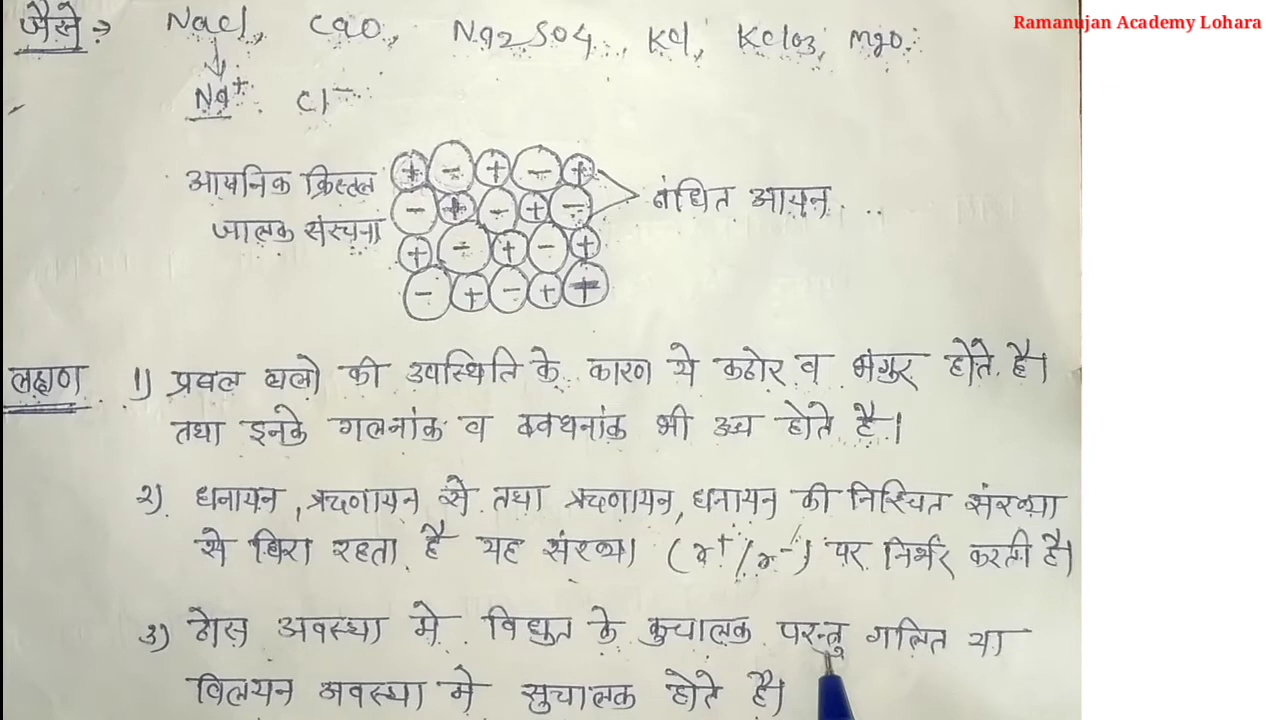 Ramanujan Academy Lohara
जैसे⇒ NaCl, CaO, Na2SO4, KCl, KClO3, MgO
Na+ Cl-
आयनिक क्रिस्टल
जालक संरचना
+ - + - +
- + - + -
+ - + - +
- + - + +
बंधित आयन
लक्षण 1) प्रबल बलो की उपस्थिति के कारण ये कठोर व भंगुर होते है।
तथा इनके गलनांक व क्वथनांक भी उच्च होते है।
2) धनायन, ऋणायन से तथा ऋणायन, धनायन की निश्चित संख्या
से घिरा रहता है यह संख्या (r+/r-) पर निर्भर करती है।
3) ठोस अवस्था मे विधुत के कुचालक परन्तु गलित या
विलयन अवस्था मे सुचालक होते है।